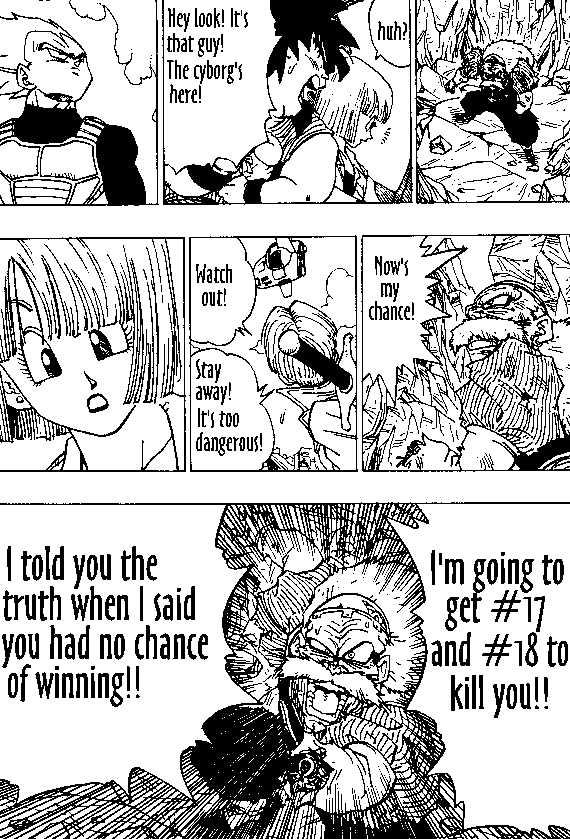 huh?
Hey look! It's
that guy!
The cyborg's
here!
Now's
my
chance!
Watch
out!
Stay
away!
It's too
dangerous!
I'm going to
get #17
and #18 to
kill you!!
I told you the
truth when I said
you had no chance
of winning!!